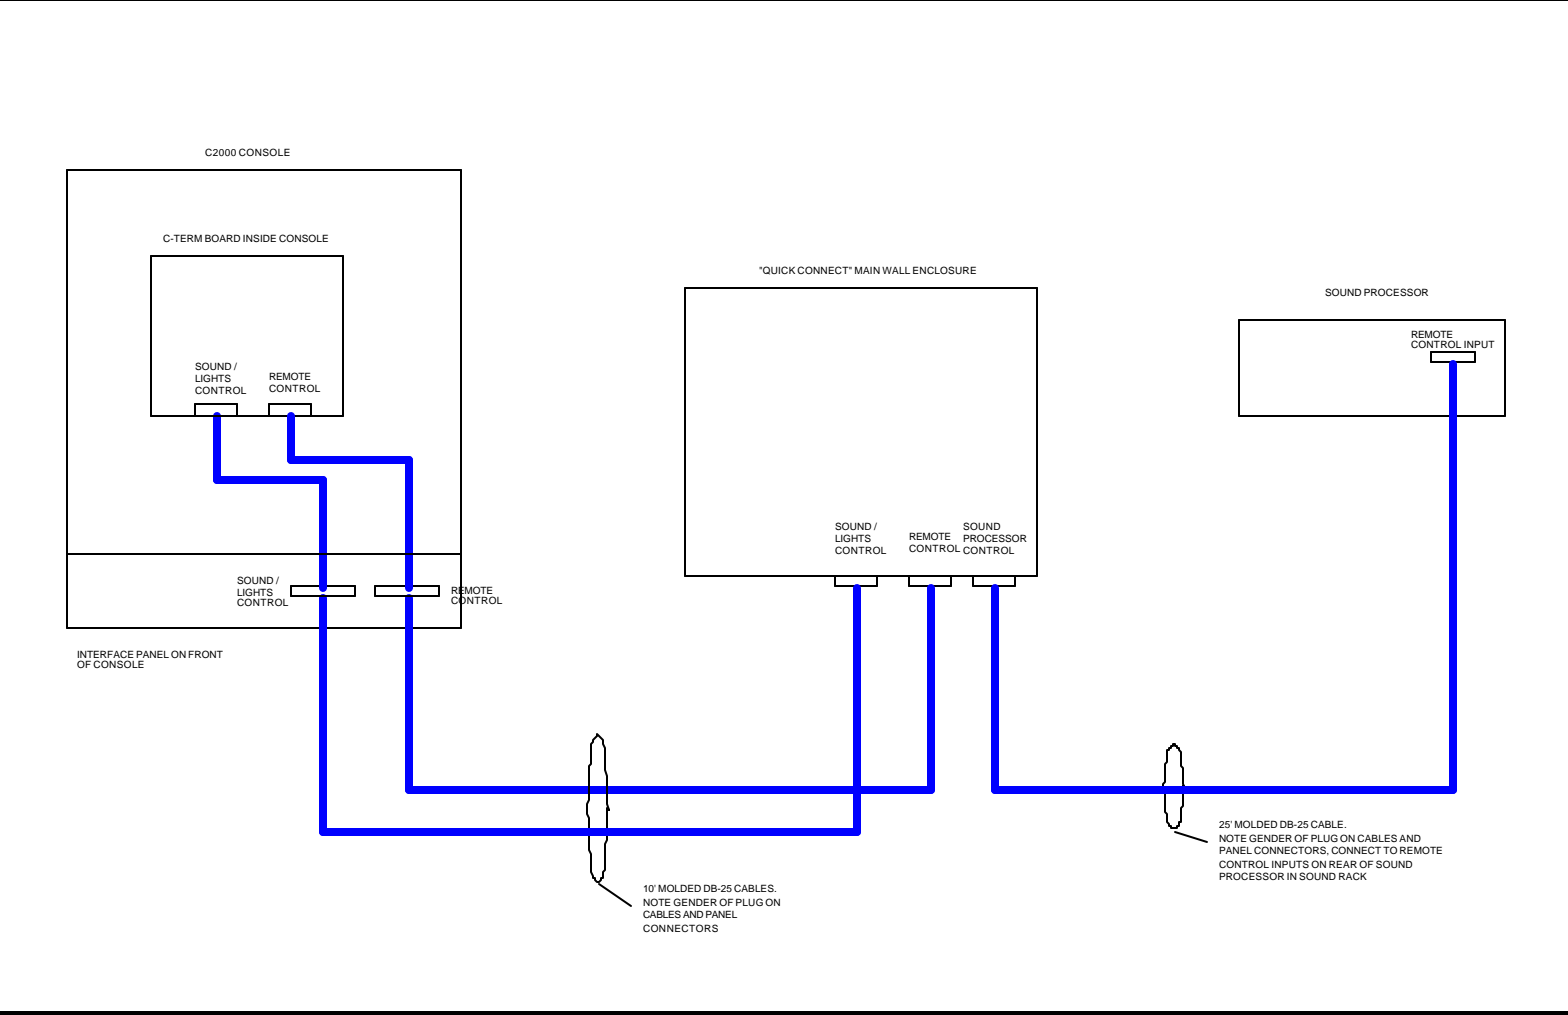 C2000 CONSOLE
C-TERM BOARD INSIDE CONSOLE
SOUND /
LIGHTS
CONTROL
REMOTE
CONTROL
SOUND /
LIGHTS
CONTROL
REMOTE
CONTROL
INTERFACE PANEL ON FRONT
OF CONSOLE
"QUICK CONNECT" MAIN WALL ENCLOSURE
SOUND /
LIGHTS
CONTROL
REMOTE
CONTROL
SOUND
PROCESSOR
CONTROL
SOUND PROCESSOR
REMOTE
CONTROL INPUT
10' MOLDED DB-25 CABLES.
NOTE GENDER OF PLUG ON
CABLES AND PANEL
CONNECTORS
25' MOLDED DB-25 CABLE.
NOTE GENDER OF PLUG ON CABLES AND
PANEL CONNECTORS, CONNECT TO REMOTE
CONTROL INPUTS ON REAR OF SOUND
PROCESSOR IN SOUND RACK